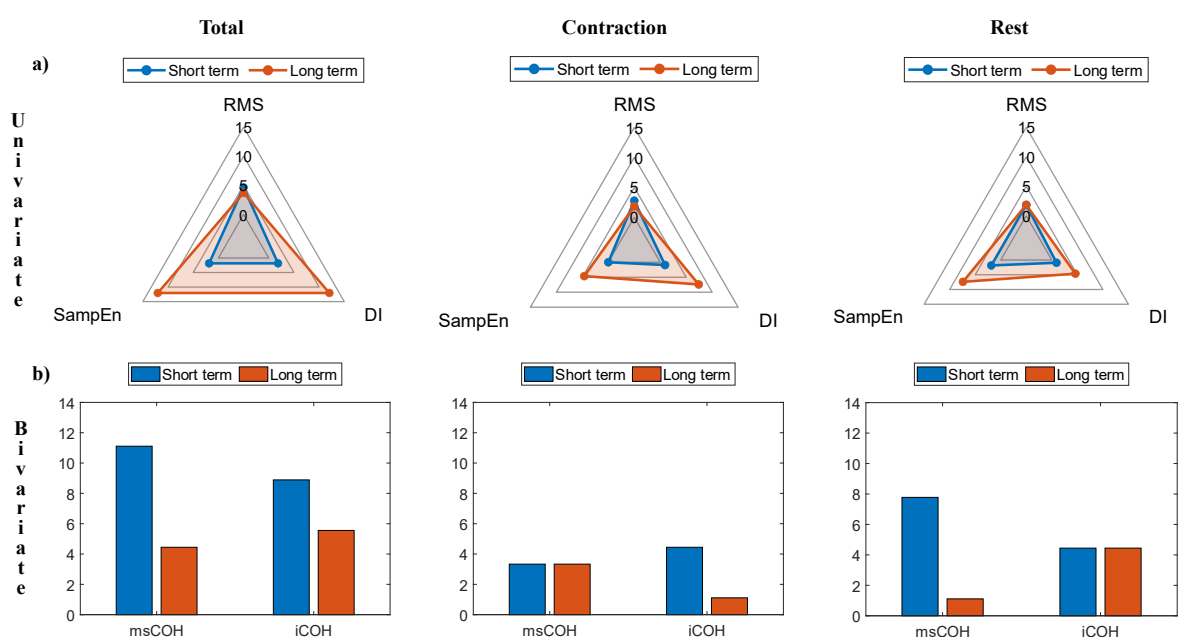 Total Contraction Rest
a)
Short term Long term
Short term Long term
Short term Long term
Univariate
RMS
15
10
5
0
SampEn
DI
RMS
15
10
5
0
SampEn
DI
RMS
15
10
5
0
SampEn
DI
b)
Short term Long term
Short term Long term
Short term Long term
Bivariate
14
12
10
8
6
4
2
0
msCOH iCOH
14
12
10
8
6
4
2
0
msCOH iCOH
14
12
10
8
6
4
2
0
msCOH iCOH